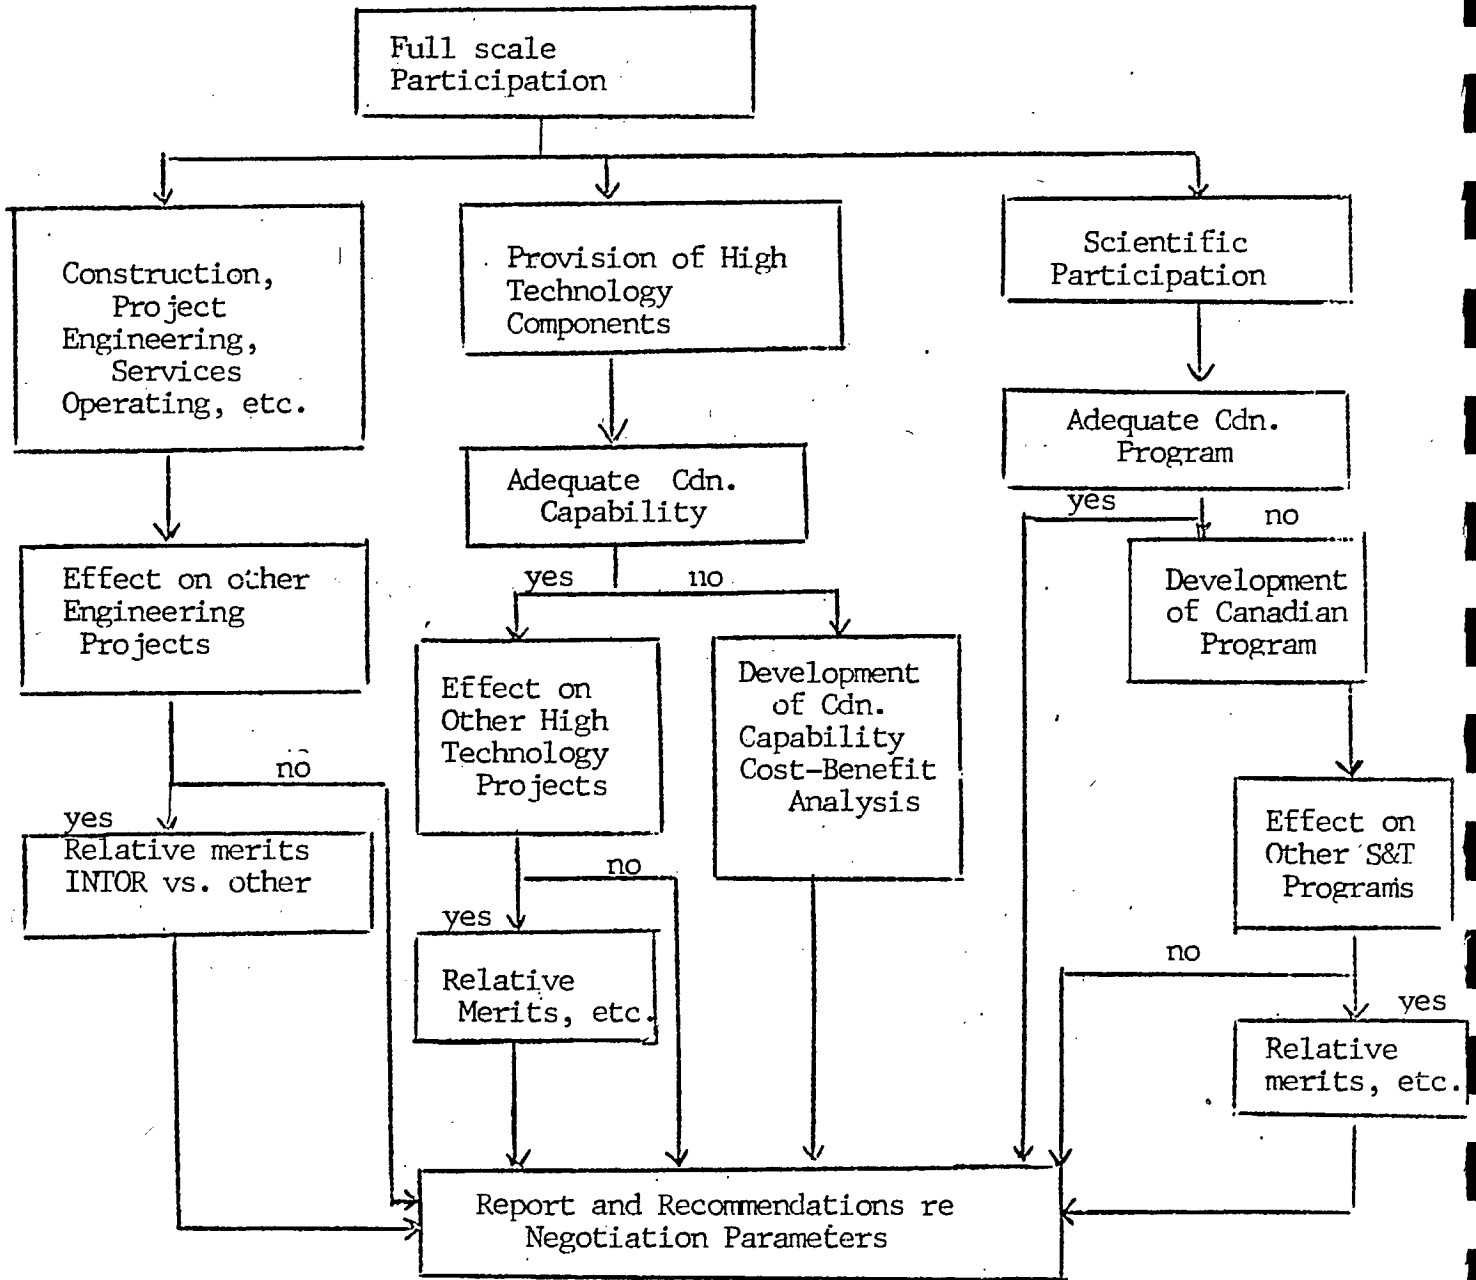 Full scale
Participation
Construction,
Project
Engineering,
Services
Operating, etc.
Provision of High
Technology
Components
Scientific
Participation
Adequate Cdn.
Capability
Adequate Cdn.
Program
yes
no
yes
no
Effect on other
Engineering
Projects
Effect on
Other High
Technology
Projects
Development
of Cdn.
Capability
Cost-Benefit
Analysis
Development
of Canadian
Program
no
yes
Relative merits
INTOR vs. other
no
yes
Relative
Merits, etc.
Effect on
Other S&T
Programs
no
yes
Relative
merits, etc.
Report and Recommendations re
Negotiation Parameters